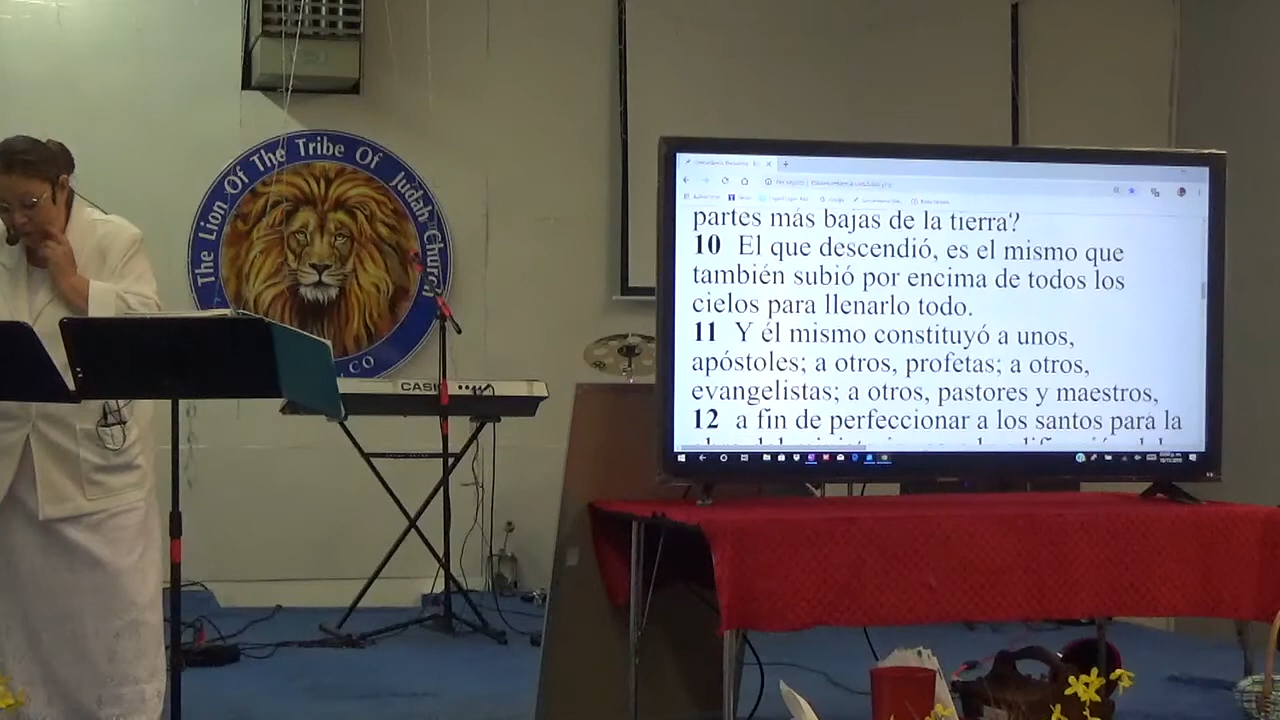 The Lion Of The Tribe Of Judah Church
CO
CASIO
partes más bajas de la tierra?
10 El que descendió, es el mismo que
también subió por encima de todos los
cielos para llenarlo todo.
11 Y él mismo constituyó a unos,
apóstoles; a otros, profetas; a otros,
evangelistas; a otros, pastores y maestros,
12 a fin de perfeccionar a los santos para la